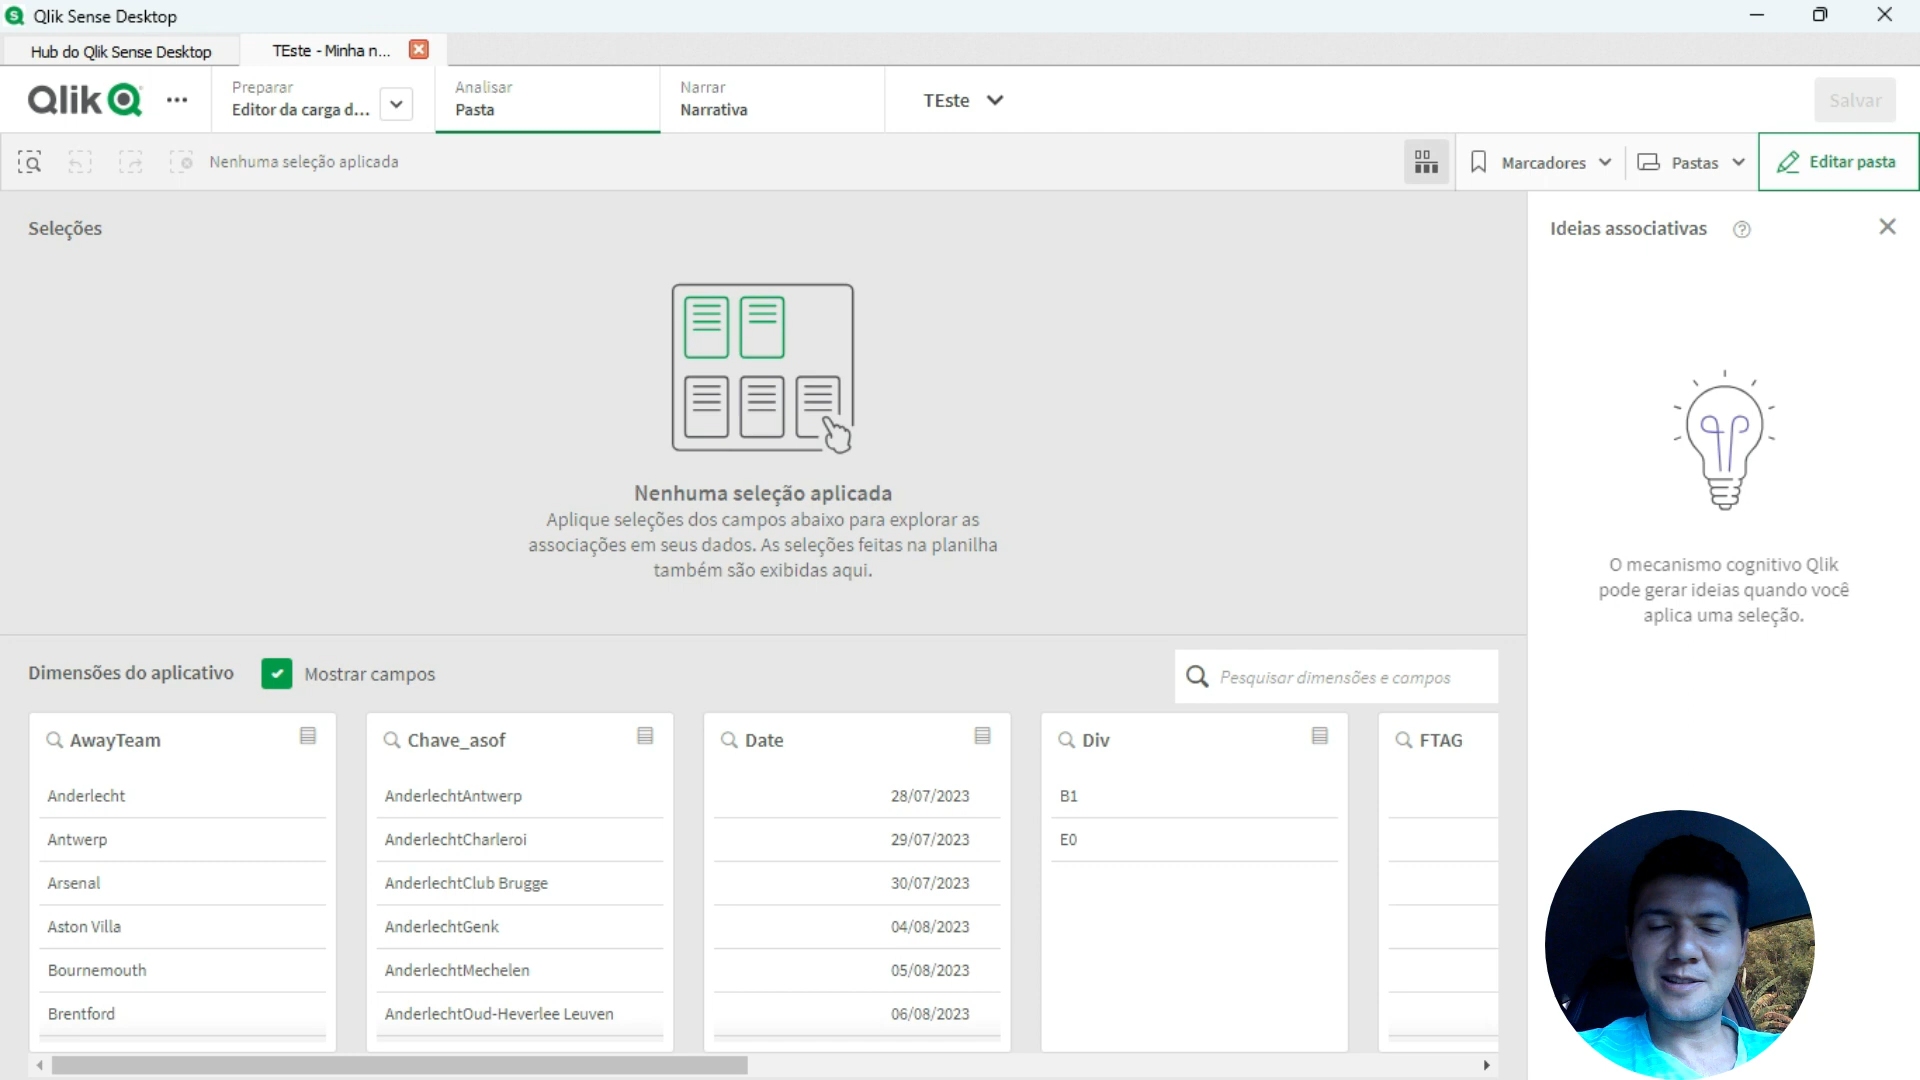 Qlik Sense Desktop
Hub do Qlik Sense Desktop
TEste - Minha n...
Qlik
Preparar
Editor da carga d...
Analisar
Pasta
Narrar
Narrativa
TEste
Salvar
Nenhuma seleção aplicada
Marcadores
Pastas
Editar pasta
Seleções
Nenhuma seleção aplicada
Aplique seleções dos campos abaixo para explorar as
associações em seus dados. As seleções feitas na planilha
também são exibidas aqui.
Ideias associativas
O mecanismo cognitivo Qlik
pode gerar ideias quando você
aplica uma seleção.
Dimensões do aplicativo
Mostrar campos
Pesquisar dimensões e campos
AwayTeam
Anderlecht
Antwerp
Arsenal
Aston Villa
Bournemouth
Brentford
Chave_asof
AnderlechtAntwerp
AnderlechtCharleroi
AnderlechtClub Brugge
AnderlechtGenk
AnderlechtMechelen
AnderlechtOud-Heverlee Leuven
Date
28/07/2023
29/07/2023
30/07/2023
04/08/2023
05/08/2023
06/08/2023
Div
B1
E0
FTAG